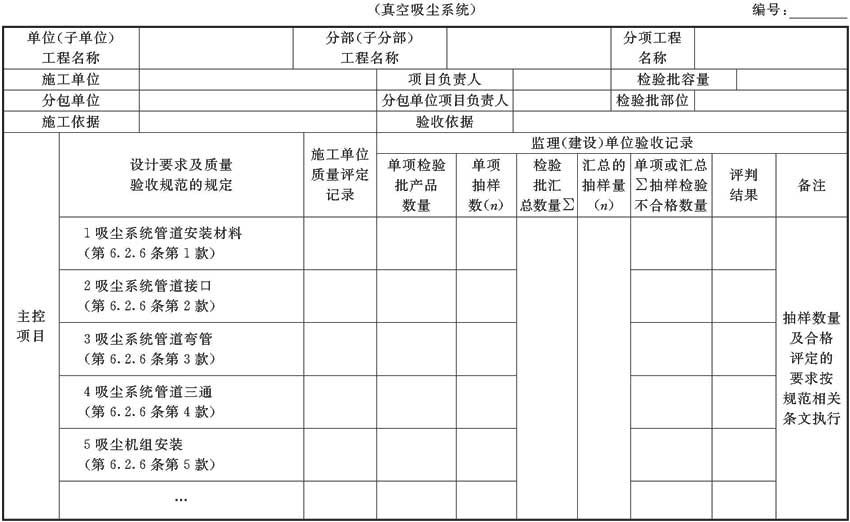 （真空吸尘系统）
编号：
单位（子单位）
工程名称
分部（子分部）
工程名称
分项工程
名称
施工单位
项目负责人
检验批容量
分包单位
分包单位项目负责人
检验批部位
施工依据
验收依据
设计要求及质量
验收规范的规定
施工单位
质量评定
记录
监理（建设）单位验收记录
单项检验
批产品
数量
单项
抽样
数(n)
检验
批汇
总数量∑
汇总的
抽样量
(n)
单项或汇总
∑抽样检验
不合格数量
评判
结果
备注
主控
项目
1 吸尘系统管道安装材料
（第 6.2.6 条第 1 款）
2 吸尘系统管道接口
（第 6.2.6 条第 2 款）
3 吸尘系统管道弯管
（第 6.2.6 条第 3 款）
4 吸尘系统管道三通
（第 6.2.6 条第 4 款）
5 吸尘机组安装
（第 6.2.6 条第 5 款）
…
抽样数量
及合格
评定的
要求按
规范相关
条文执行